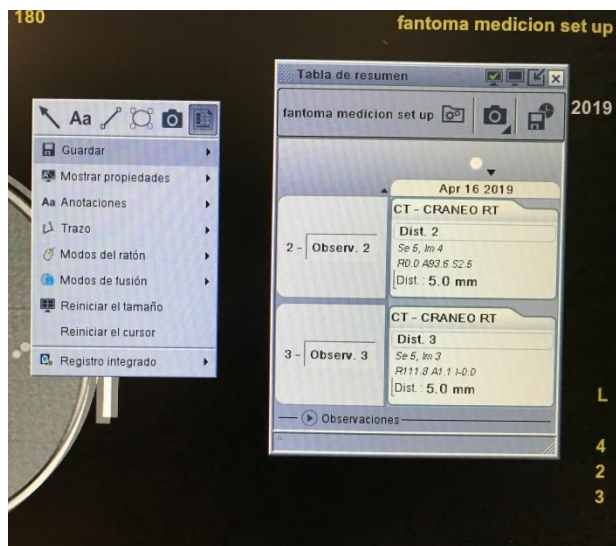 180
fantoma medicion set up
Tabla de resumen
fantoma medicion set up
2019
Aa
Guardar
Mostrar propiedades
Aa Anotaciones
Trazo
Modos del ratón
Modos de fusión
Reiniciar el tamaño
Reiniciar el cursor
Registro integrado
Apr 16 2019
CT - CRANEO RT
2 - Observ. 2
Dist. 2
Se 5, Im 4
R0.0 A93.6 S2.5
Dist.: 5.0 mm
CT - CRANEO RT
3 - Observ. 3
Dist. 3
Se 5, Im 3
R111.8 A1.1 I-0.0
Dist.: 5.0 mm
Observaciones
L
4
2
3